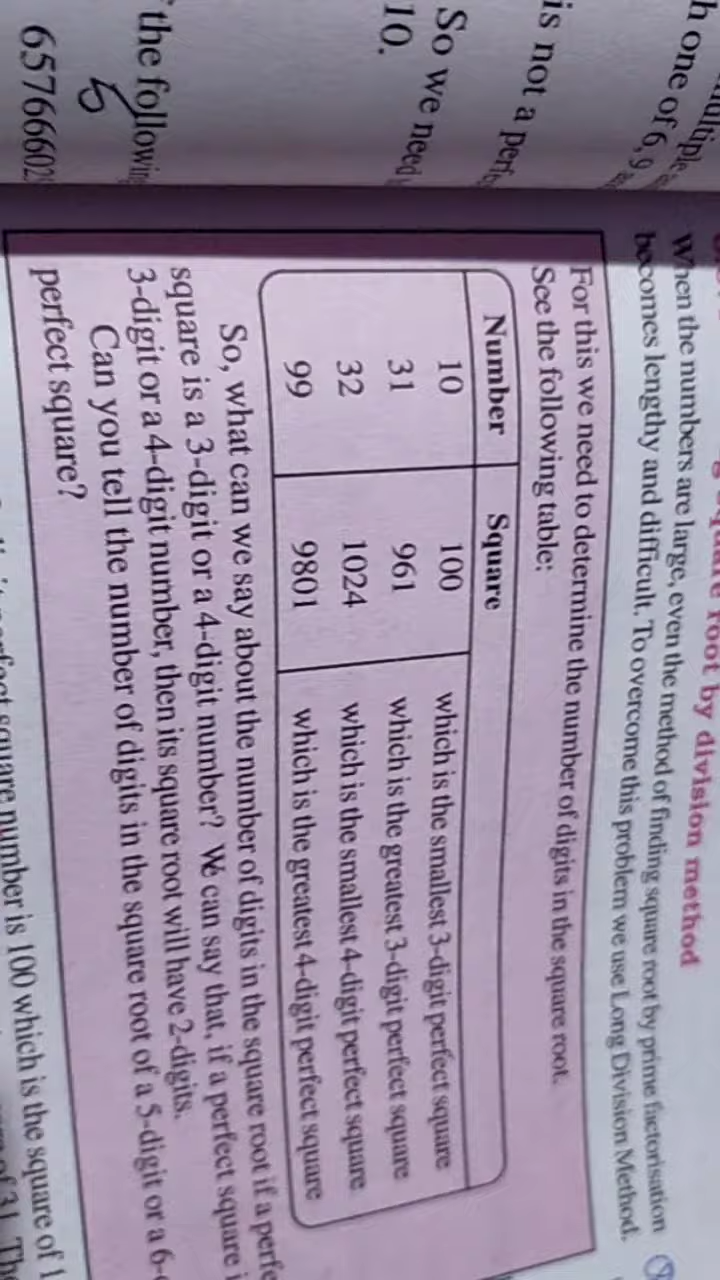 h one of 6, 9
is not a
So we need
10.
the
6576660
root by division method
When the numbers are large, even the method of finding square root by prime factorisation
becomes lengthy and difficult. To overcome this problem we use Long Division Method.
For this we need to determine the number of digits in the square root.
See the following table:
Number Square
10 100 which is the smallest 3-digit perfect square
31 961 which is the greatest 3-digit perfect square
32 1024 which is the smallest 4-digit perfect square
99 9801 which is the greatest 4-digit perfect square
So, what can we say about the number of digits in the square root if a
square is a 3-digit or a 4-digit number? We can say that, if a perfect square
3-digit or a 4-digit number, then its square root will have 2-digits.
Can you tell the number of digits in the square root of a 5-digit or a 6-
perfect square?
square number is 100 which is the square of 1
of 31.